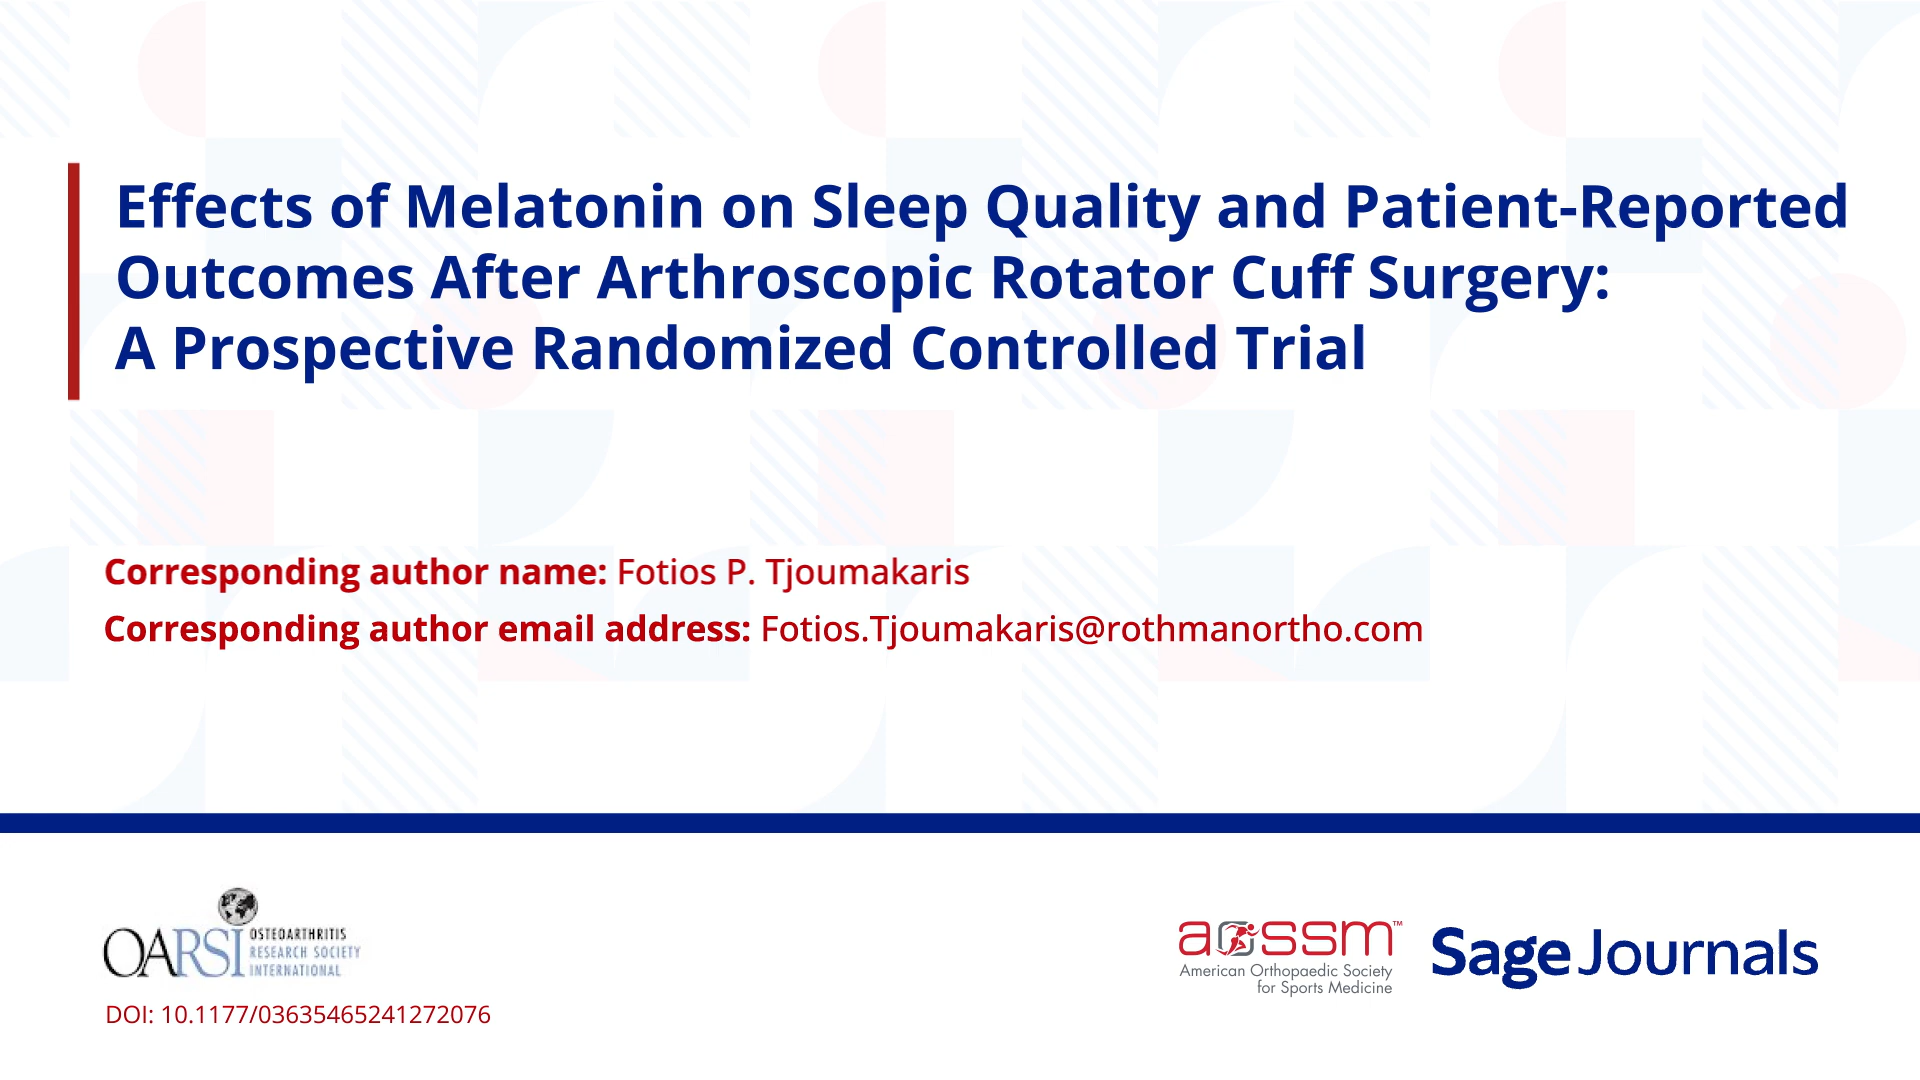 Effects of Melatonin on Sleep Quality and Patient-Reported
Outcomes After Arthroscopic Rotator Cuff Surgery:
A Prospective Randomized Controlled Trial
Corresponding author name: Fotios P. Tjoumakaris
Corresponding author email address: Fotios.Tjoumakaris@rothmanortho.com
OARSI OSTEOARTHRITIS
RESEARCH SOCIETY
INTERNATIONAL
DOI: 10.1177/03635465241272076
aossm™
American Orthopaedic Society
for Sports Medicine
Sage Journals